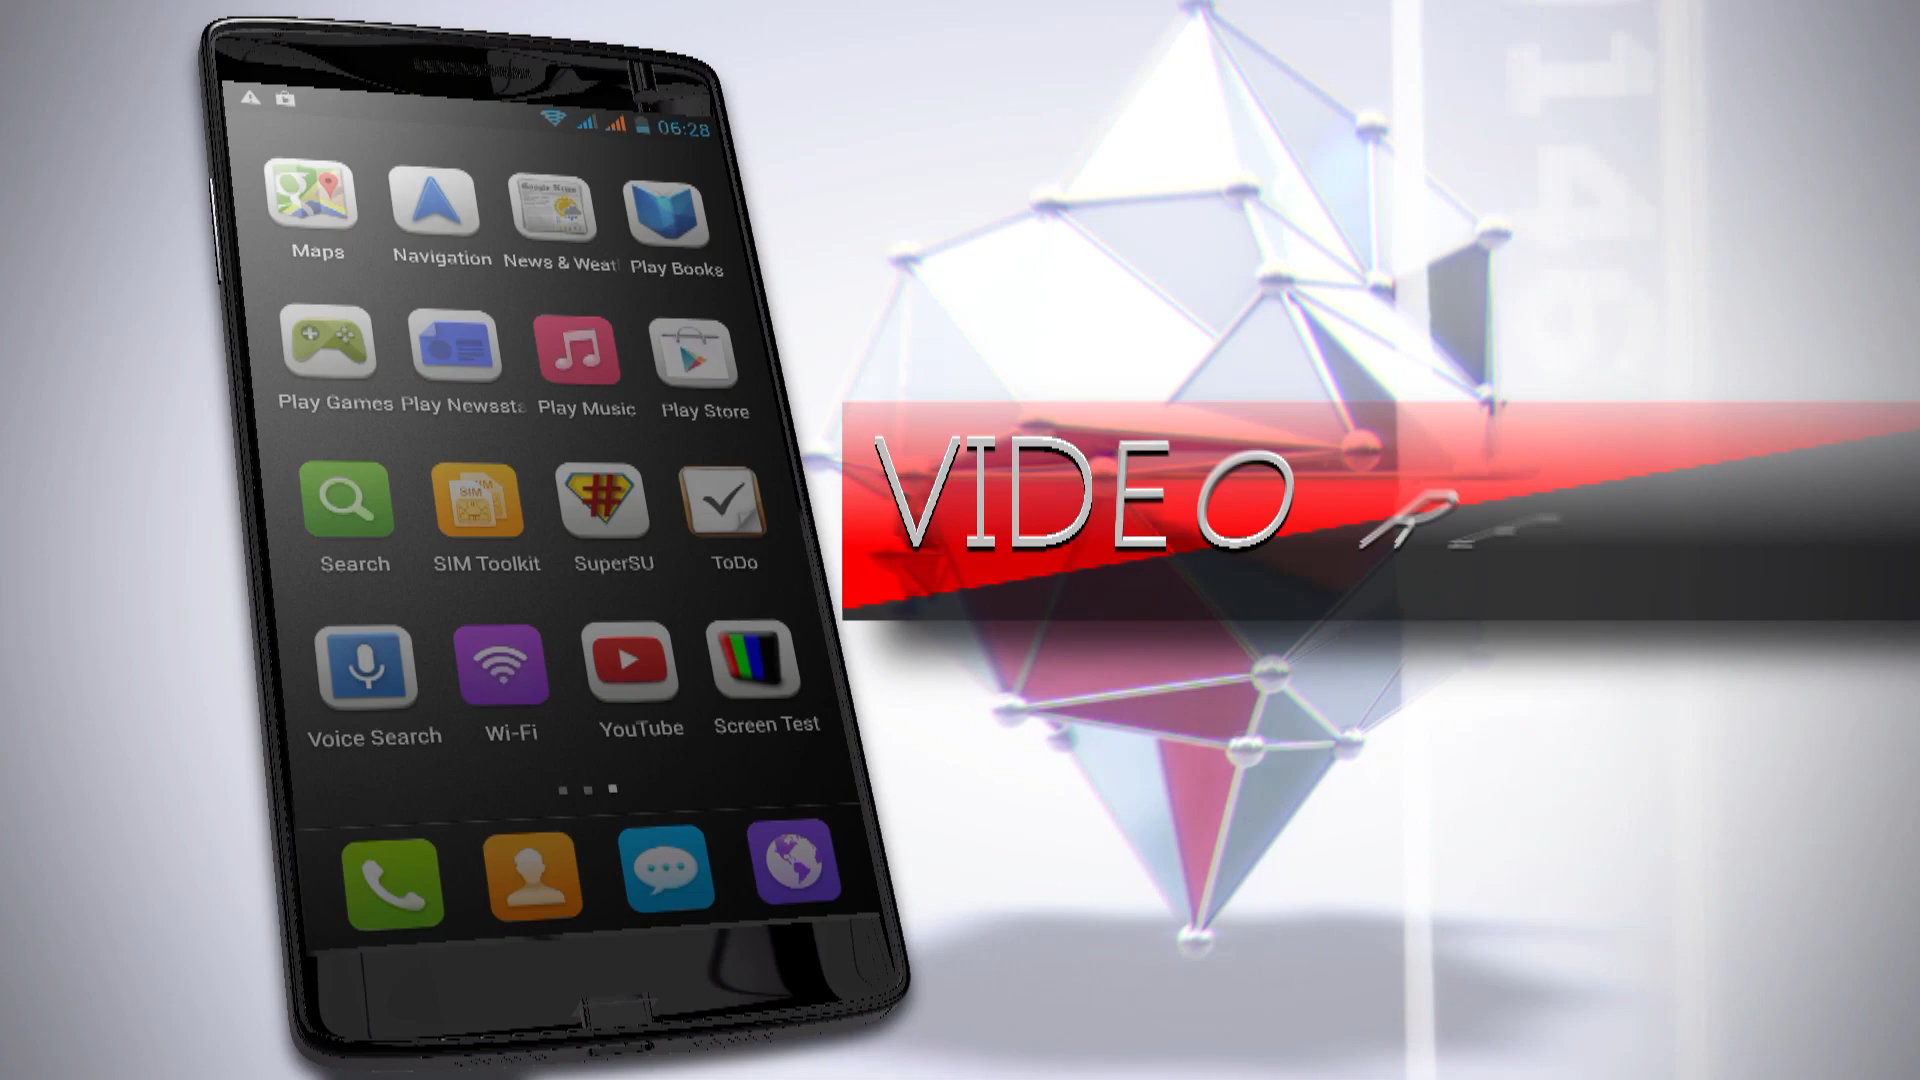 06:28
Maps
Navigation
News & Weat
Play Books
Play Games
Play Newssta
Play Music
Play Store
Search
SIM Toolkit
SuperSU
ToDo
Voice Search
Wi-Fi
YouTube
Screen Test
VIDEO R